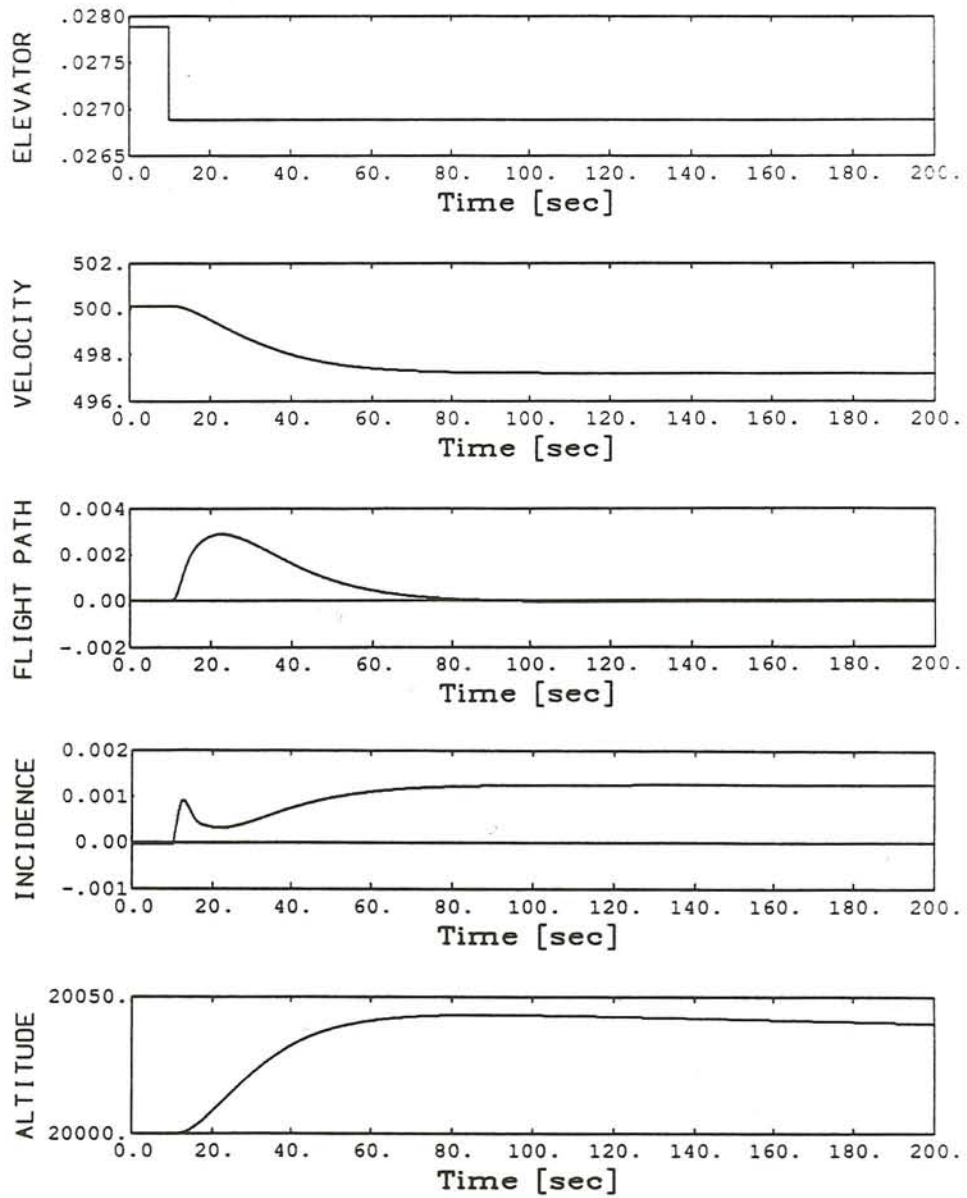 ELEVATOR
.0280
.0275
.0270
.0265
0.0 20. 40. 60. 80. 100. 120. 140. 160. 180. 200.
Time [sec]
VELOCITY
502.
500.
498.
496.
0.0 20. 40. 60. 80. 100. 120. 140. 160. 180. 200.
Time [sec]
FLIGHT PATH
0.004
0.002
0.00
-.002
0.0 20. 40. 60. 80. 100. 120. 140. 160. 180. 200.
Time [sec]
INCIDENCE
0.002
0.001
0.00
-.001
0.0 20. 40. 60. 80. 100. 120. 140. 160. 180. 200.
Time [sec]
ALTITUDE
20050.
20000.
0.0 20. 40. 60. 80. 100. 120. 140. 160. 180. 200.
Time [sec]